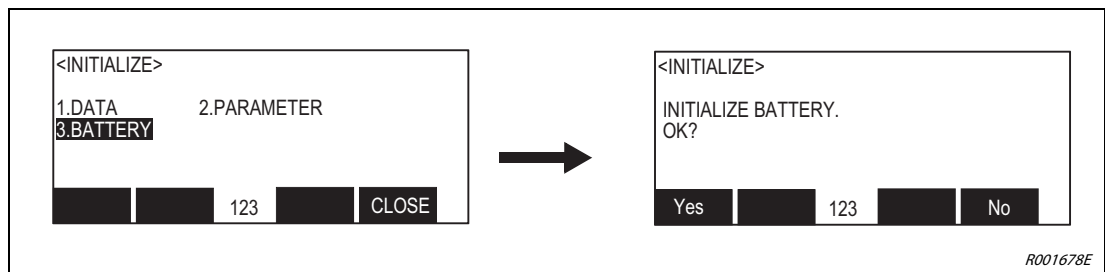 <INITIALIZE>
1.DATA 2.PARAMETER
3.BATTERY
123 CLOSE
<INITIALIZE>
INITIALIZE BATTERY.
OK?
Yes 123 No
R001678E